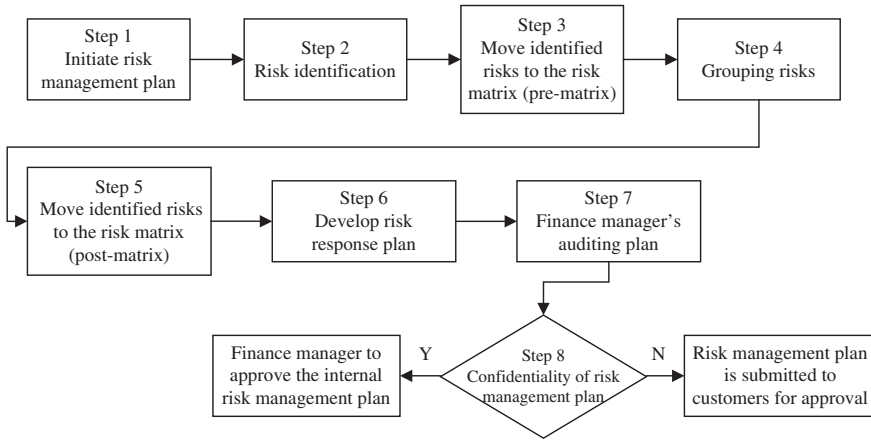 Step 1
Initiate risk
management plan
Step 2
Risk identification
Step 3
Move identified
risks to the risk
matrix (pre-matrix)
Step 4
Grouping risks
Step 5
Move identified risks
to the risk matrix
(post-matrix)
Step 6
Develop risk
response plan
Step 7
Finance manager’s
auditing plan
Step 8
Confidentiality of risk
management plan
Y
Finance manager to
approve the internal
risk management plan
N
Risk management plan
is submitted to
customers for approval